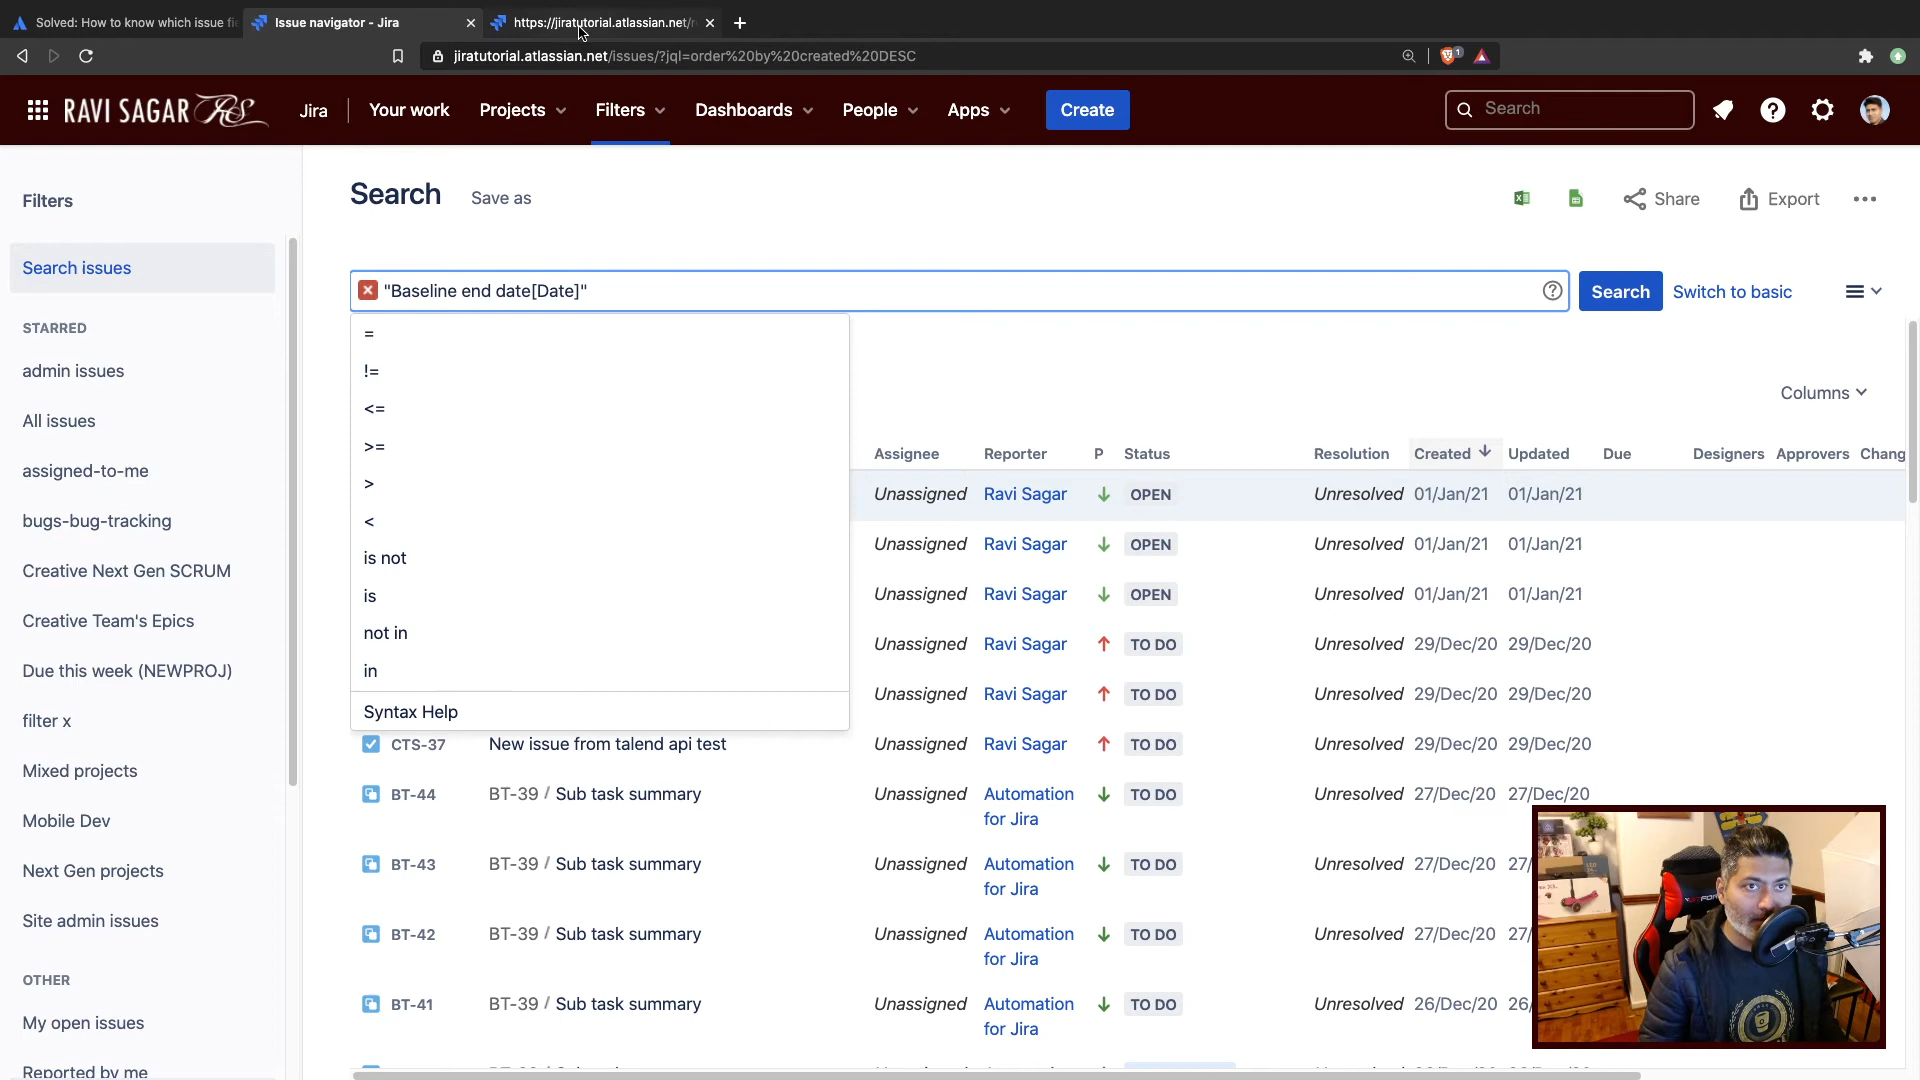 Solved: How to know which issue fi
Issue navigator - Jira
https://jiratutorial.atlassian.net/r
jiratutorial.atlassian.net/issues/?jql=order%20by%20created%20DESC
1
RAVI SAGAR RS
Jira
Your work
Projects
Filters
Dashboards
People
Apps
Create
Search
Filters
Search issues
STARRED
admin issues
All issues
assigned-to-me
bugs-bug-tracking
Creative Next Gen SCRUM
Creative Team's Epics
Due this week (NEWPROJ)
filter x
Mixed projects
Mobile Dev
Next Gen projects
Site admin issues
OTHER
My open issues
Reported by me
Search
Save as
Share
Export
"Baseline end date[Date]"
Search
Switch to basic
=
!=
<=
>=
>
<
is not
is
not in
in
Syntax Help
Columns
Assignee Reporter P Status Resolution Created Updated Due Designers Approvers Chang
Unassigned Ravi Sagar OPEN Unresolved 01/Jan/21 01/Jan/21
Unassigned Ravi Sagar OPEN Unresolved 01/Jan/21 01/Jan/21
Unassigned Ravi Sagar OPEN Unresolved 01/Jan/21 01/Jan/21
Unassigned Ravi Sagar TO DO Unresolved 29/Dec/20 29/Dec/20
Unassigned Ravi Sagar TO DO Unresolved 29/Dec/20 29/Dec/20
CTS-37 New issue from talend api test Unassigned Ravi Sagar TO DO Unresolved 29/Dec/20 29/Dec/20
BT-44 BT-39 / Sub task summary Unassigned Automation TO DO Unresolved 27/Dec/20 27/Dec/20
for Jira
BT-43 BT-39 / Sub task summary Unassigned Automation TO DO Unresolved 27/Dec/20 27/
for Jira
BT-42 BT-39 / Sub task summary Unassigned Automation TO DO Unresolved 27/Dec/20 27/
for Jira
BT-41 BT-39 / Sub task summary Unassigned Automation TO DO Unresolved 26/Dec/20 26/
for Jira